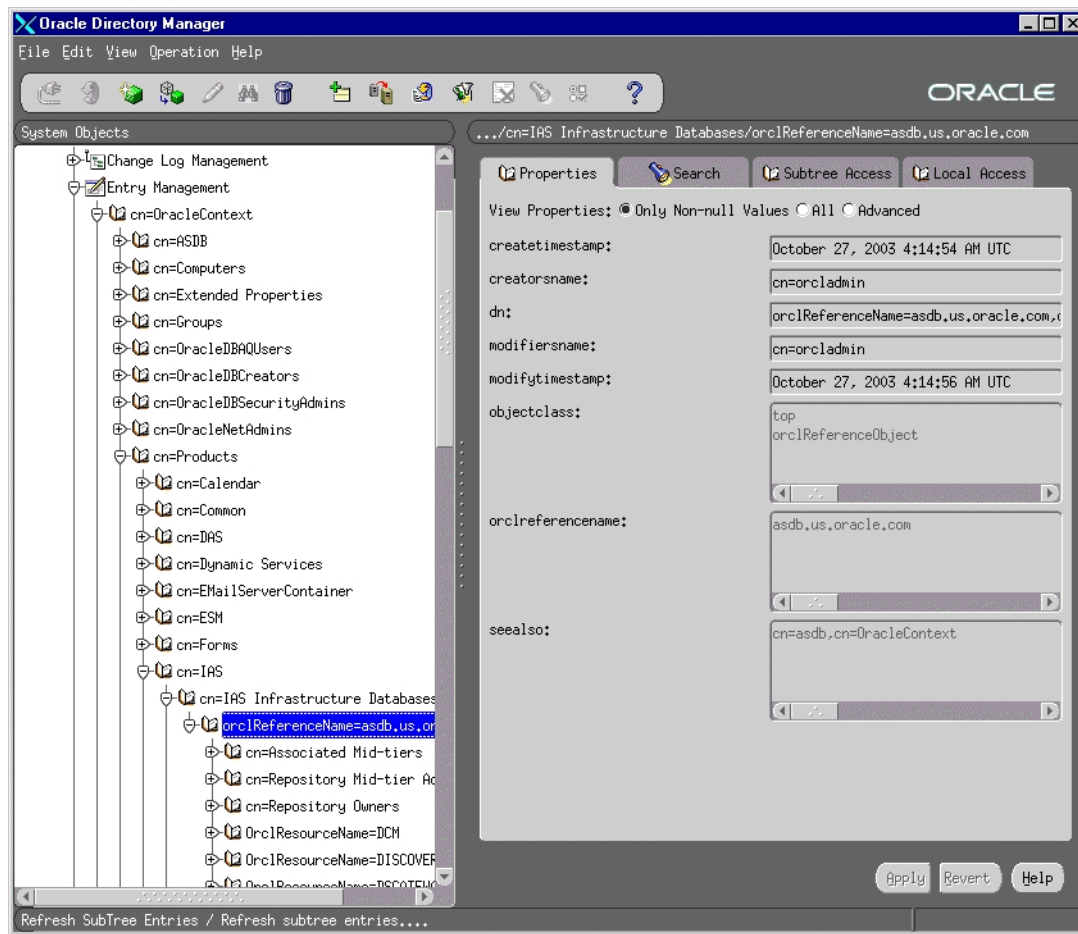 Oracle Directory Manager
File Edit View Operation Help
ORACLE
System Objects
.../cn=IAS Infrastructure Databases/orclReferenceName=asdb.us.oracle.com
Change Log Management
Entry Management
cn=OracleContext
cn=ASDB
cn=Computers
cn=Extended Properties
cn=Groups
cn=OracleDBAQUsers
cn=OracleDBCreators
cn=OracleDBSecurityAdmins
cn=OracleNetAdmins
cn=Products
cn=Calendar
cn=Common
cn=DAS
cn=Dynamic Services
cn=EMailServerContainer
cn=ESM
cn=Forms
cn=IAS
cn=IAS Infrastructure Databases
orclReferenceName=asdb.us.or
cn=Associated Mid-tiers
cn=Repository Mid-tier Ac
cn=Repository Owners
OrclResourceName=DCM
OrclResourceName=DISCOVER
OrclResourceName=DSGATEW
Properties Search Subtree Access Local Access
View Properties: Only Non-null Values All Advanced
createtimestamp: October 27, 2003 4:14:54 AM UTC
creatorsname: cn=orcladmin
dn: orclReferenceName=asdb.us.oracle.com,c
modifiersname: cn=orcladmin
modifytimestamp: October 27, 2003 4:14:56 AM UTC
objectclass: top
orclReferenceObject
orclreferencename: asdb.us.oracle.com
seealso: cn=asdb,cn=OracleContext
Apply Revert Help
Refresh SubTree Entries / Refresh subtree entries....